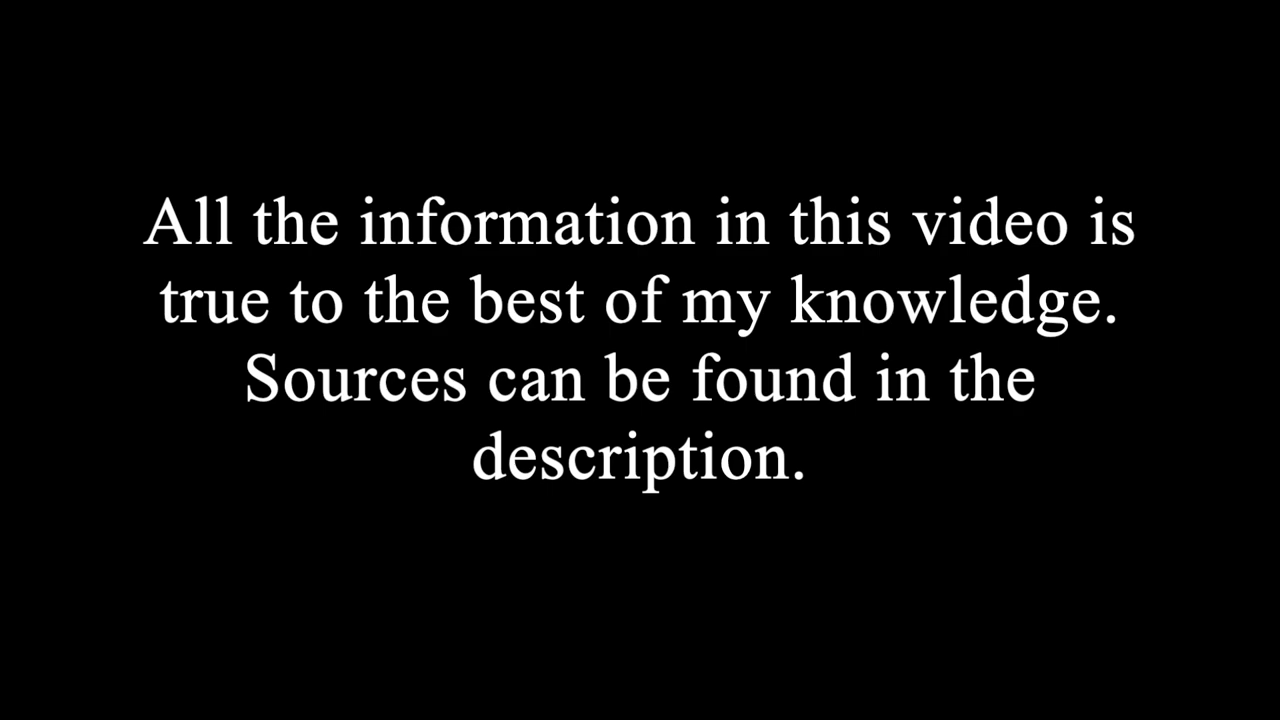 All the information in this video is
true to the best of my knowledge.
Sources can be found in the
description.